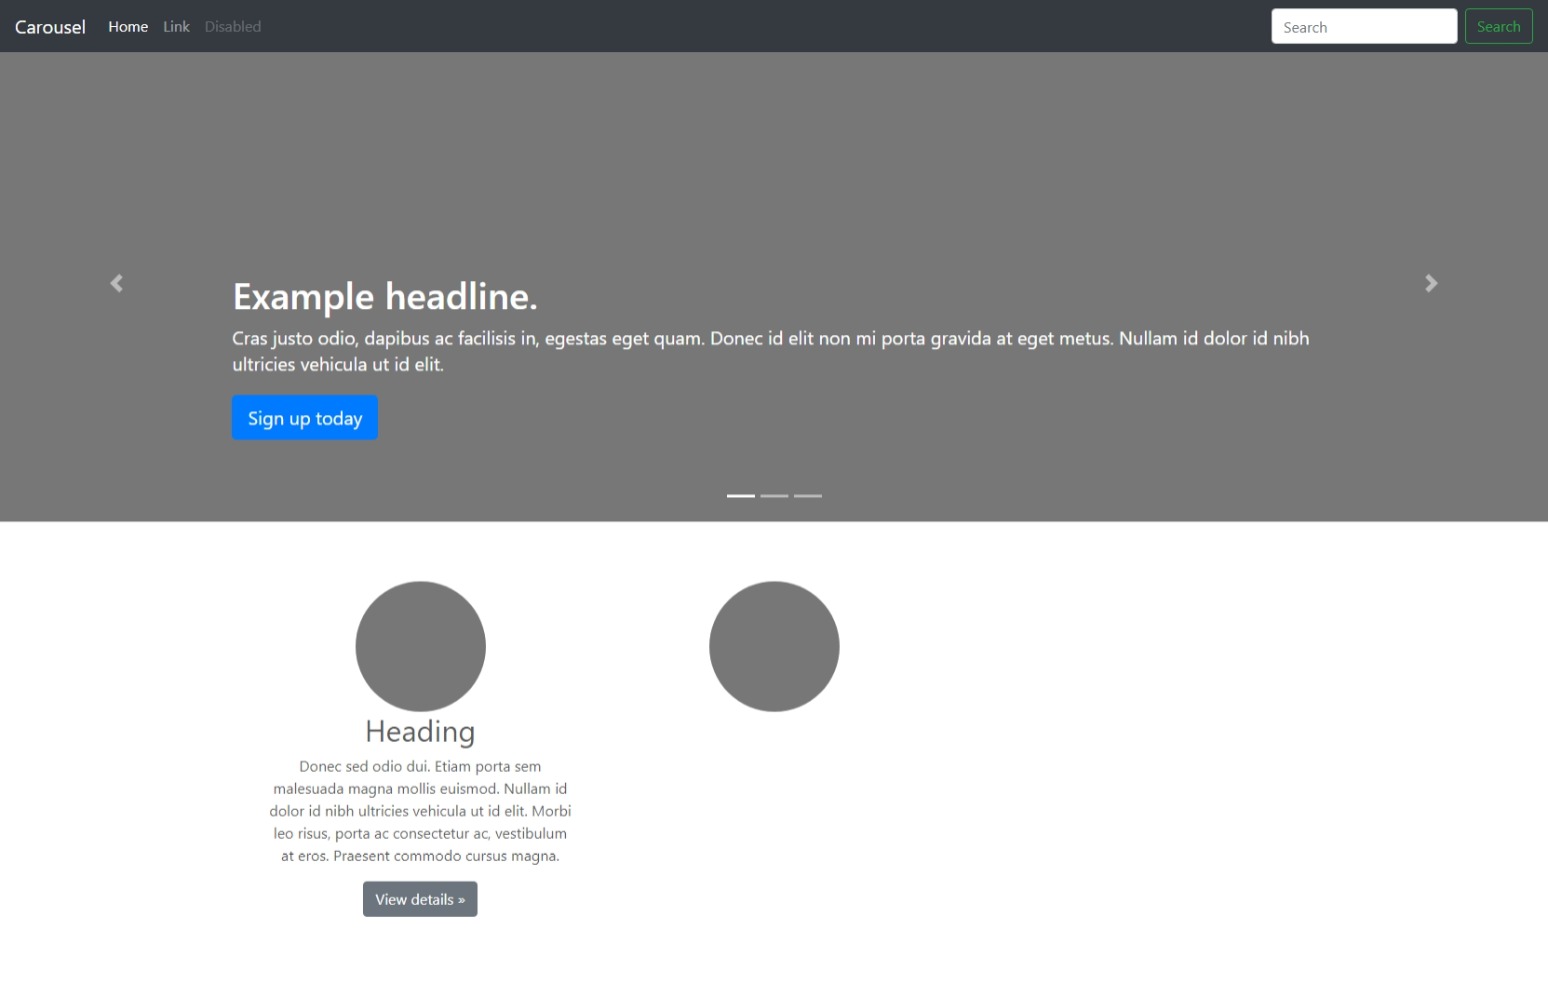 Carousel Home Link Disabled Search Search
Example headline.
Cras justo odio, dapibus ac facilisis in, egestas eget quam. Donec id elit non mi porta gravida at eget metus. Nullam id dolor id nibh
ultricies vehicula ut id elit.
Sign up today
Heading
Donec sed odio dui. Etiam porta sem
malesuada magna mollis euismod. Nullam id
dolor id nibh ultricies vehicula ut id elit. Morbi
leo risus, porta ac consectetur ac, vestibulum
at eros. Praesent commodo cursus magna.
View details »